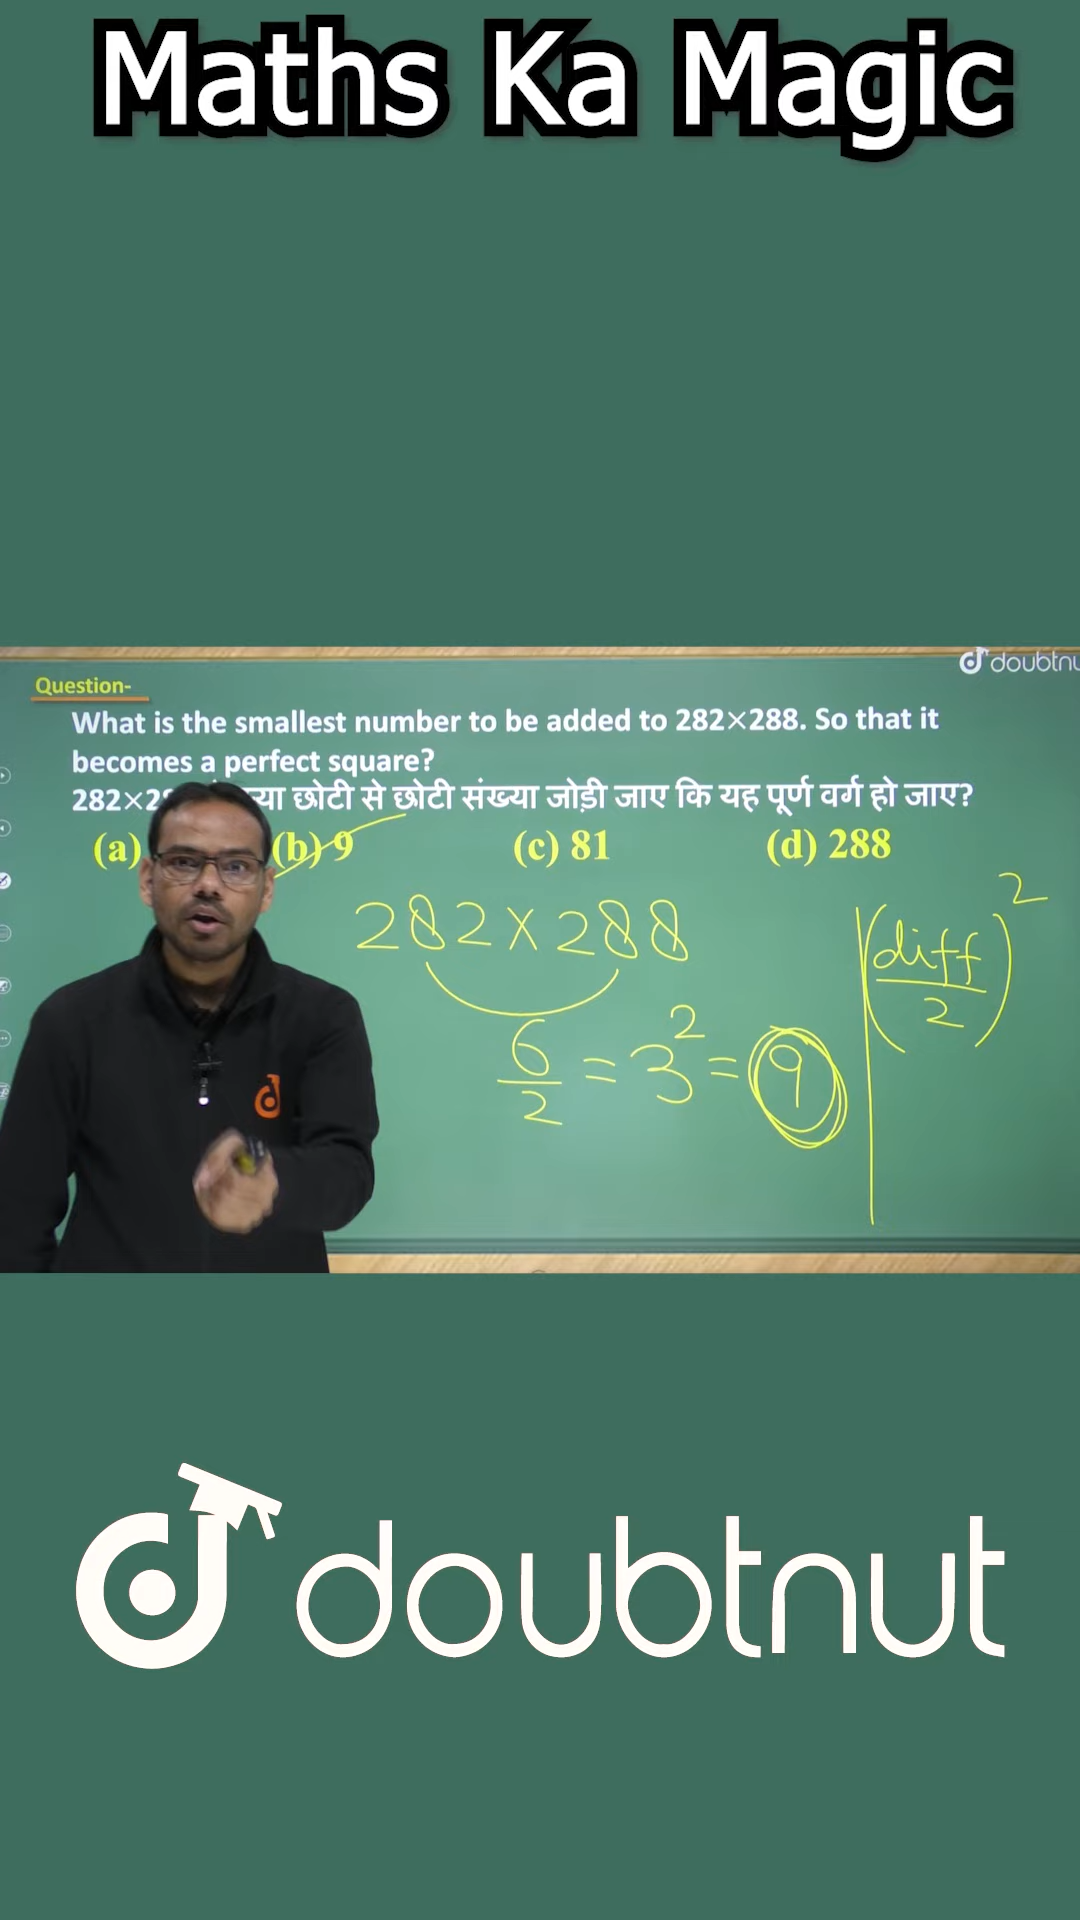 Maths Ka Magic
doubtnu
Question-
What is the smallest number to be added to 282×288. So that it
becomes a perfect square?
282×2 या छोटी से छोटी संख्या जोड़ी जाए कि यह पूर्ण वर्ग हो जाए?
(a) (b) 9 (c) 81 (d) 288
282×288
(diff/2)²
6/2 = 3² = 9
doubtnut